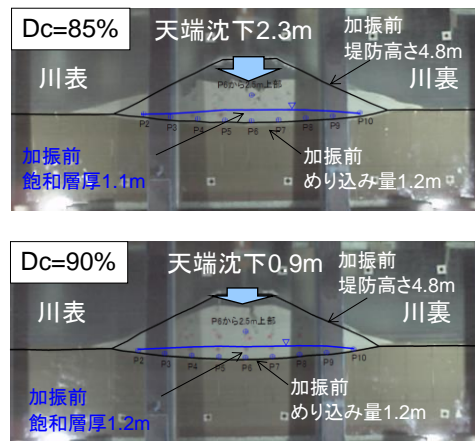 Dc=85%
天端沈下2.3m
加振前
堤防高さ4.8m
川表
川裏
P6から2.5m上部
P2 P3 P4 P5 P6 P7 P8 P9 P10
加振前
飽和層厚1.1m
加振前
めり込み量1.2m
Dc=90%
天端沈下0.9m
加振前
堤防高さ4.8m
川表
川裏
P6から2.5m上部
P2 P3 P4 P5 P6 P7 P8 P9 P10
加振前
飽和層厚1.2m
加振前
めり込み量1.2m